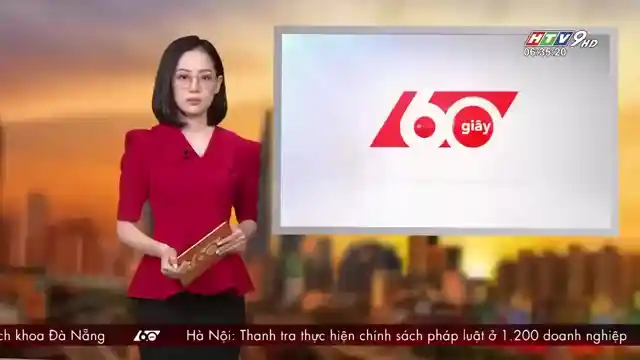 HTV9HD
06:35:20
60
giây
ch khoa Đà Nẵng 60 Hà Nội: Thanh tra thực hiện chính sách pháp luật ở 1.200 doanh nghiệp